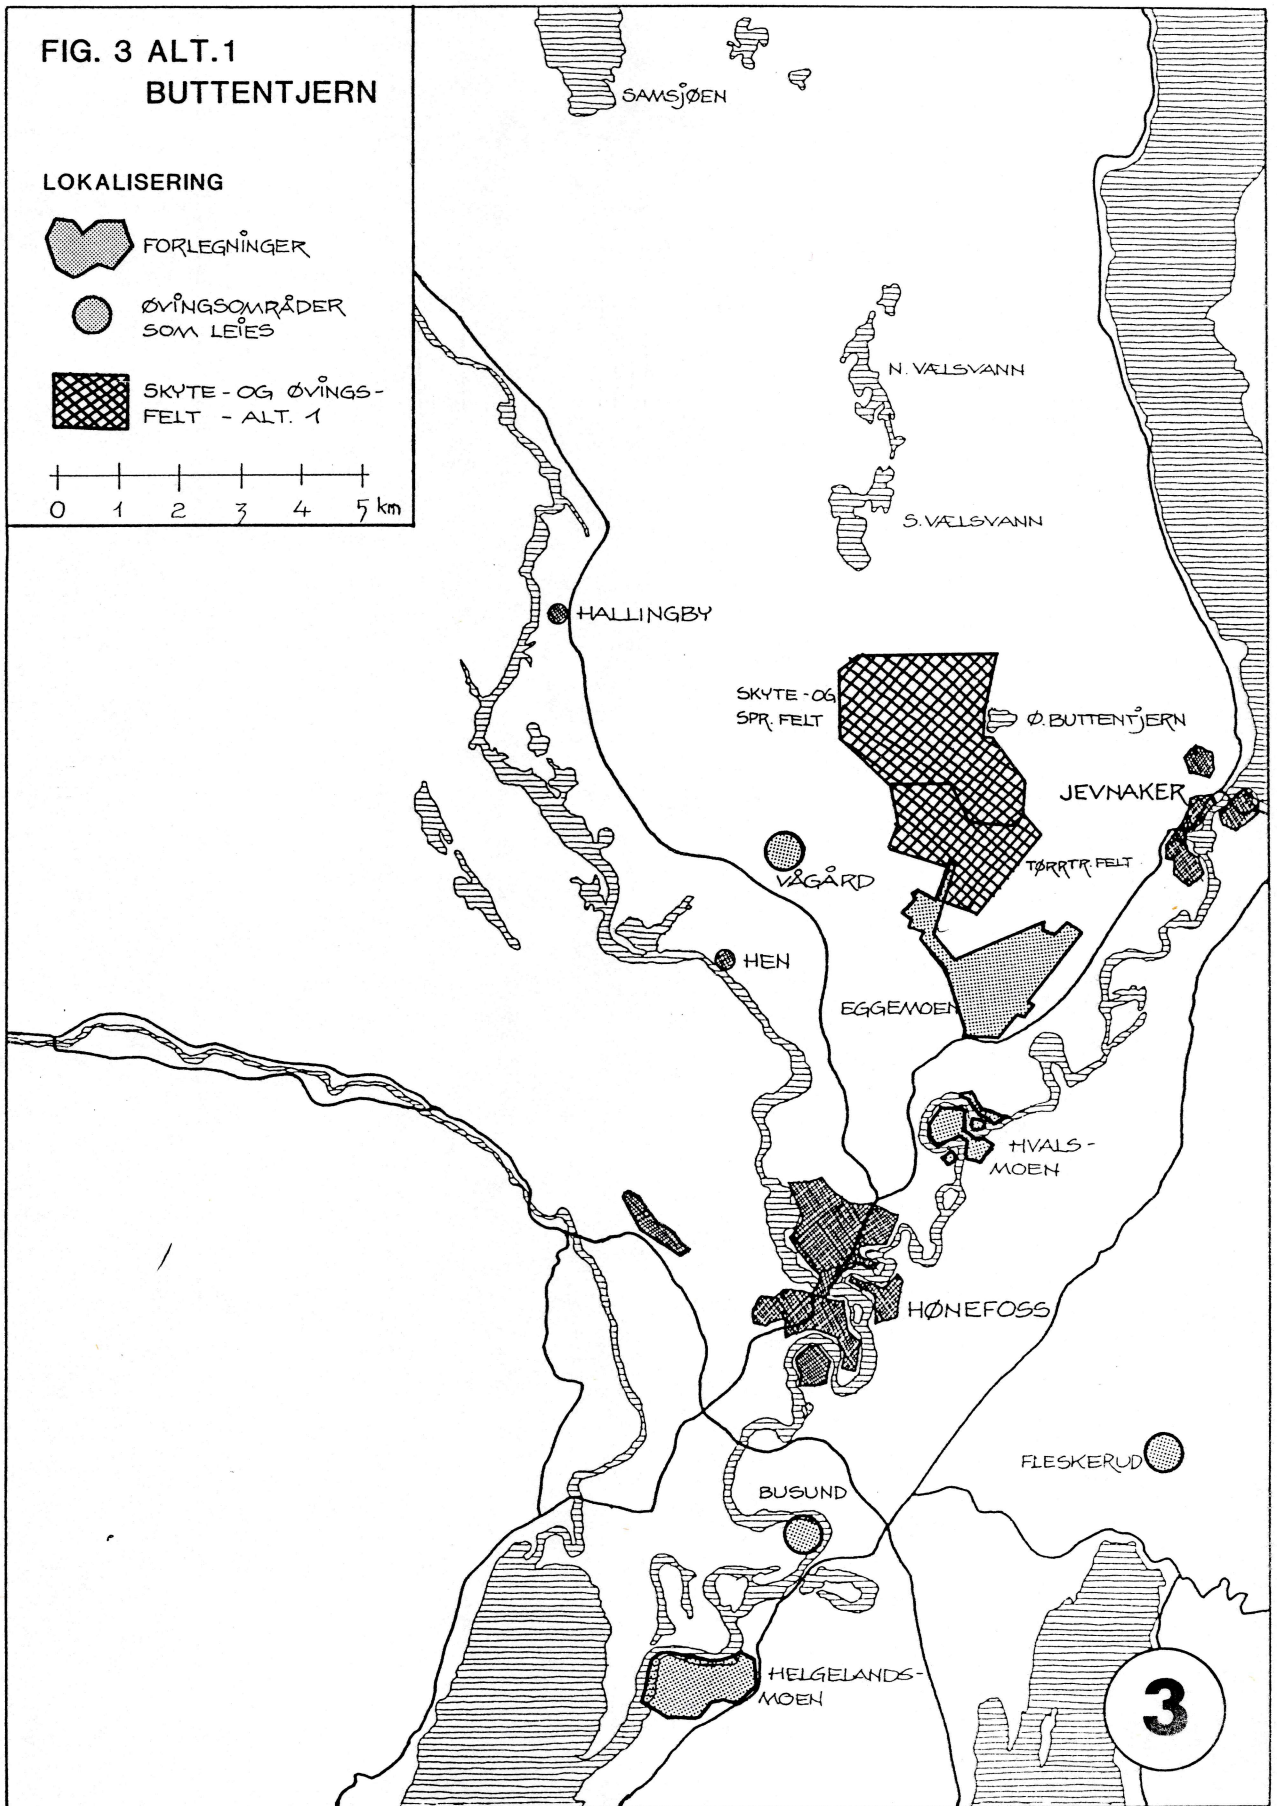 FIG. 3 ALT.1
BUTTENTJERN
LOKALISERING
FORLEGNINGER
ØVINGSOMRÅDER
SOM LEIES
SKYTE-OG ØVINGS-
FELT - ALT. 1
0 1 2 3 4 5 km
SAMSJØEN
N. VÆLSVANN
S. VÆLSVANN
HALLINGBY
SKYTE-OG
SPR. FELT
Ø. BUTTENTJERN
JEVNAKER
TØRRTR. FELT
VÅGÅRD
HEN
EGGEMOEN
HVALS-
MOEN
HØNEFOSS
FLESKERUD
BUSUND
HELGELANDS-
MOEN
3